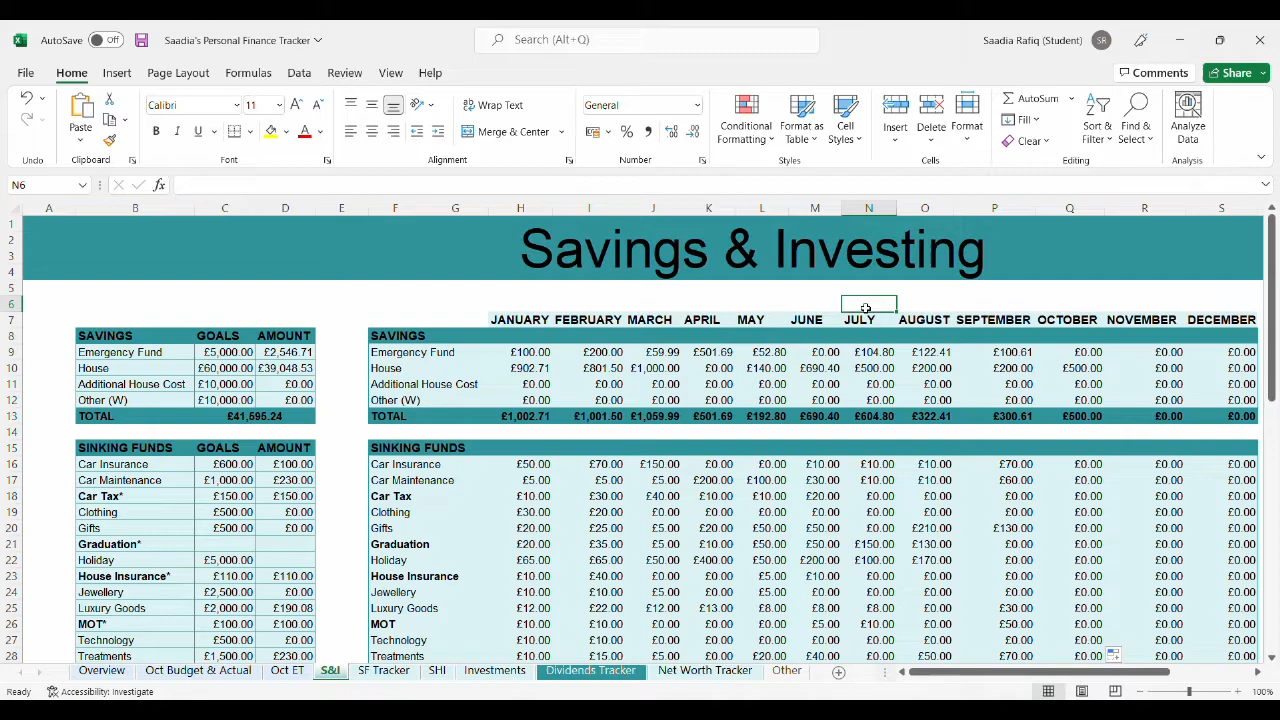 AutoSave Off Saadia's Personal Finance Tracker Search (Alt+Q) Saadia Rafiq (Student) SR
File Home Insert Page Layout Formulas Data Review View Help Comments Share
Calibri 11 Wrap Text General AutoSum
Paste B I U Merge & Center Conditional Formatting Format as Table Cell Styles Insert Delete Format Fill Clear Sort & Filter Find & Select Analyze Data
Undo Clipboard Font Alignment Number Styles Cells Editing Analysis
N6 fx
A B C D E F G H I J K L M N O P Q R S
1
2 Savings & Investing
3
4
5
6
7 JANUARY FEBRUARY MARCH APRIL MAY JUNE JULY AUGUST SEPTEMBER OCTOBER NOVEMBER DECEMBER
8 SAVINGS GOALS AMOUNT SAVINGS
9 Emergency Fund £5,000.00 £2,546.71 Emergency Fund £100.00 £200.00 £59.99 £501.69 £52.80 £0.00 £104.80 £122.41 £100.61 £0.00 £0.00 £0.00
10 House £60,000.00 £39,048.53 House £902.71 £801.50 £1,000.00 £0.00 £140.00 £690.40 £500.00 £200.00 £200.00 £500.00 £0.00 £0.00
11 Additional House Cost £10,000.00 £0.00 Additional House Cost £0.00 £0.00 £0.00 £0.00 £0.00 £0.00 £0.00 £0.00 £0.00 £0.00 £0.00 £0.00
12 Other (W) £10,000.00 £0.00 Other (W) £0.00 £0.00 £0.00 £0.00 £0.00 £0.00 £0.00 £0.00 £0.00 £0.00 £0.00 £0.00
13 TOTAL £41,595.24 TOTAL £1,002.71 £1,001.50 £1,059.99 £501.69 £192.80 £690.40 £604.80 £322.41 £300.61 £500.00 £0.00 £0.00
14
15 SINKING FUNDS GOALS AMOUNT SINKING FUNDS
16 Car Insurance £600.00 £100.00 Car Insurance £50.00 £70.00 £150.00 £0.00 £0.00 £10.00 £10.00 £10.00 £70.00 £0.00 £0.00 £0.00
17 Car Maintenance £1,000.00 £230.00 Car Maintenance £5.00 £5.00 £5.00 £200.00 £100.00 £30.00 £10.00 £10.00 £60.00 £0.00 £0.00 £0.00
18 Car Tax* £150.00 £150.00 Car Tax £10.00 £30.00 £40.00 £10.00 £10.00 £20.00 £0.00 £0.00 £0.00 £0.00 £0.00 £0.00
19 Clothing £500.00 £0.00 Clothing £30.00 £20.00 £0.00 £0.00 £0.00 £0.00 £0.00 £0.00 £0.00 £0.00 £0.00 £0.00
20 Gifts £500.00 £0.00 Gifts £20.00 £25.00 £5.00 £20.00 £50.00 £50.00 £0.00 £210.00 £130.00 £0.00 £0.00 £0.00
21 Graduation* Graduation £20.00 £35.00 £5.00 £10.00 £50.00 £50.00 £150.00 £130.00 £0.00 £0.00 £0.00 £0.00
22 Holiday £5,000.00 Holiday £65.00 £65.00 £50.00 £400.00 £50.00 £200.00 £100.00 £170.00 £0.00 £0.00 £0.00 £0.00
23 House Insurance* £110.00 £110.00 House Insurance £10.00 £40.00 £0.00 £0.00 £5.00 £10.00 £0.00 £0.00 £0.00 £0.00 £0.00 £0.00
24 Jewellery £2,500.00 £0.00 Jewellery £10.00 £10.00 £5.00 £0.00 £5.00 £0.00 £0.00 £0.00 £0.00 £0.00 £0.00 £0.00
25 Luxury Goods £2,000.00 £190.08 Luxury Goods £12.00 £22.00 £12.00 £13.00 £8.00 £8.00 £8.00 £0.00 £30.00 £0.00 £0.00 £0.00
26 MOT* £100.00 £100.00 MOT £10.00 £10.00 £0.00 £0.00 £0.00 £5.00 £10.00 £0.00 £50.00 £0.00 £0.00 £0.00
27 Technology £500.00 £0.00 Technology £10.00 £10.00 £0.00 £0.00 £0.00 £0.00 £0.00 £0.00 £0.00 £0.00 £0.00 £0.00
28 Treatments £1,500.00 £230.00 Treatments £10.00 £15.00 £5.00 £0.00 £20.00 £40.00 £0.00 £50.00 £70.00 £0.00 £0.00 £0.00
Overview Oct Budget & Actual Oct ET S&I SF Tracker SHI Investments Dividends Tracker Net Worth Tracker Other
Ready Accessibility: Investigate 100%